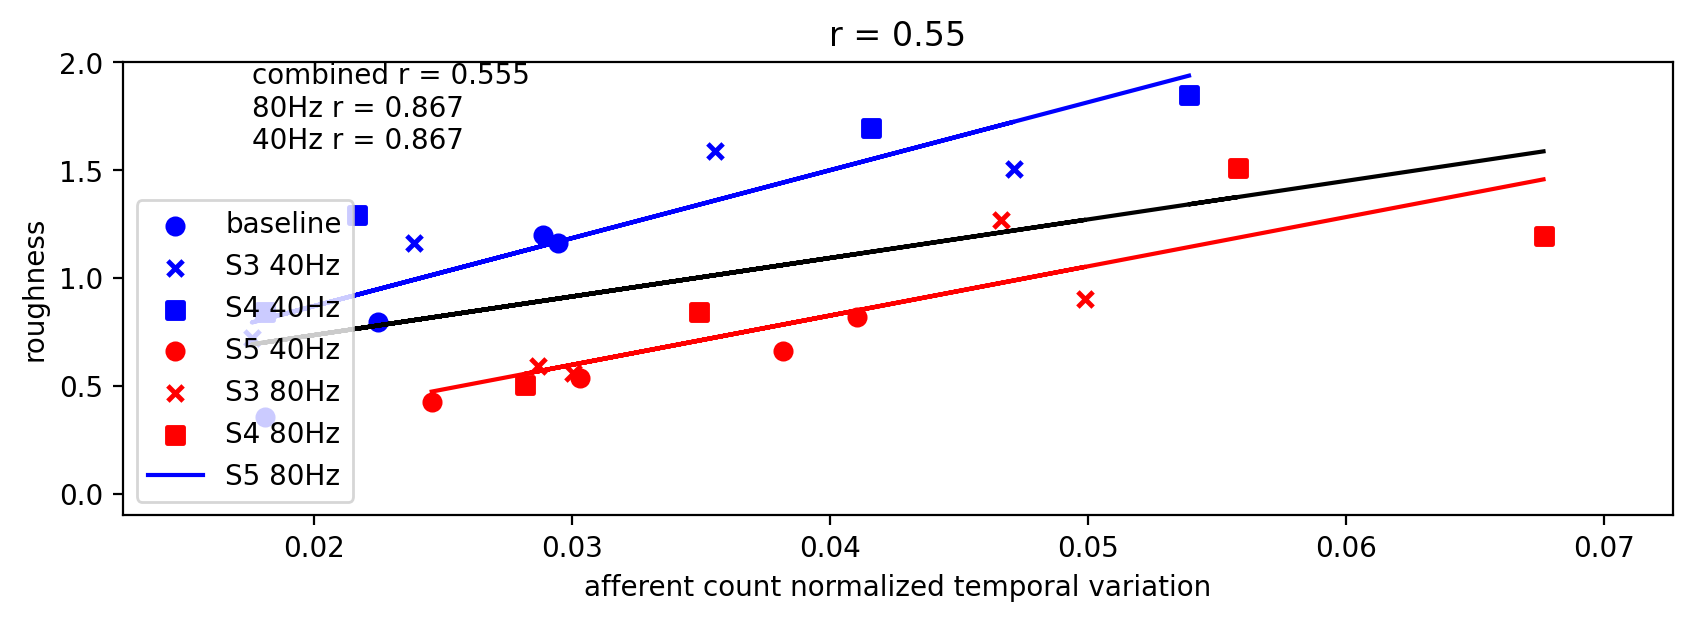 r = 0.55
combined r = 0.555
80Hz r = 0.867
40Hz r = 0.867
2.0
1.5
1.0
0.5
0.0
roughness
baseline
S3 40Hz
S4 40Hz
S5 40Hz
S3 80Hz
S4 80Hz
S5 80Hz
0.02 0.03 0.04 0.05 0.06 0.07
afferent count normalized temporal variation